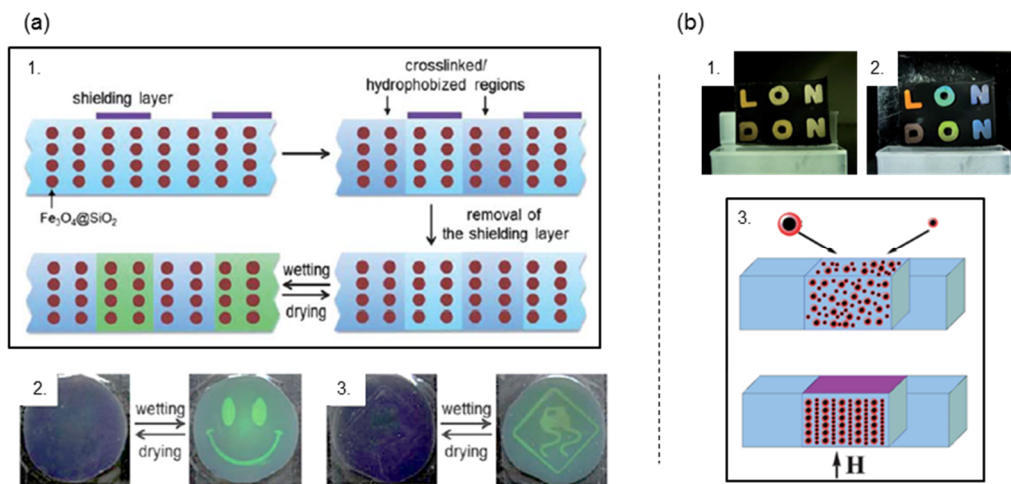 (a)
1.
shielding layer
crosslinked/
hydrophobized regions
Fe3O4@SiO2
removal of
the shielding layer
wetting
drying
2.
wetting
drying
3.
wetting
drying
(b)
1.
L O N
D O N
2.
L O N
D O N
3.
H